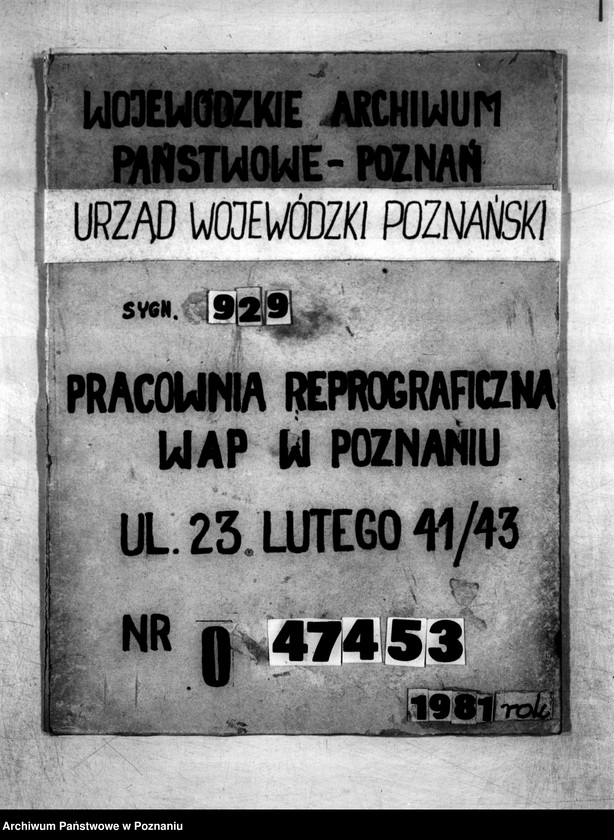 WOJEWÓDZKIE ARCHIWUM
PAŃSTWOWE - POZNAŃ
URZĄD WOJEWÓDZKI POZNAŃSKI
SYGN. 929
PRACOWNIA REPROGRAFICZNA
WAP W POZNANIU
UL. 23. LUTEGO 41/43
NR 0 47453
1981 roku
Archiwum Państwowe w Poznaniu